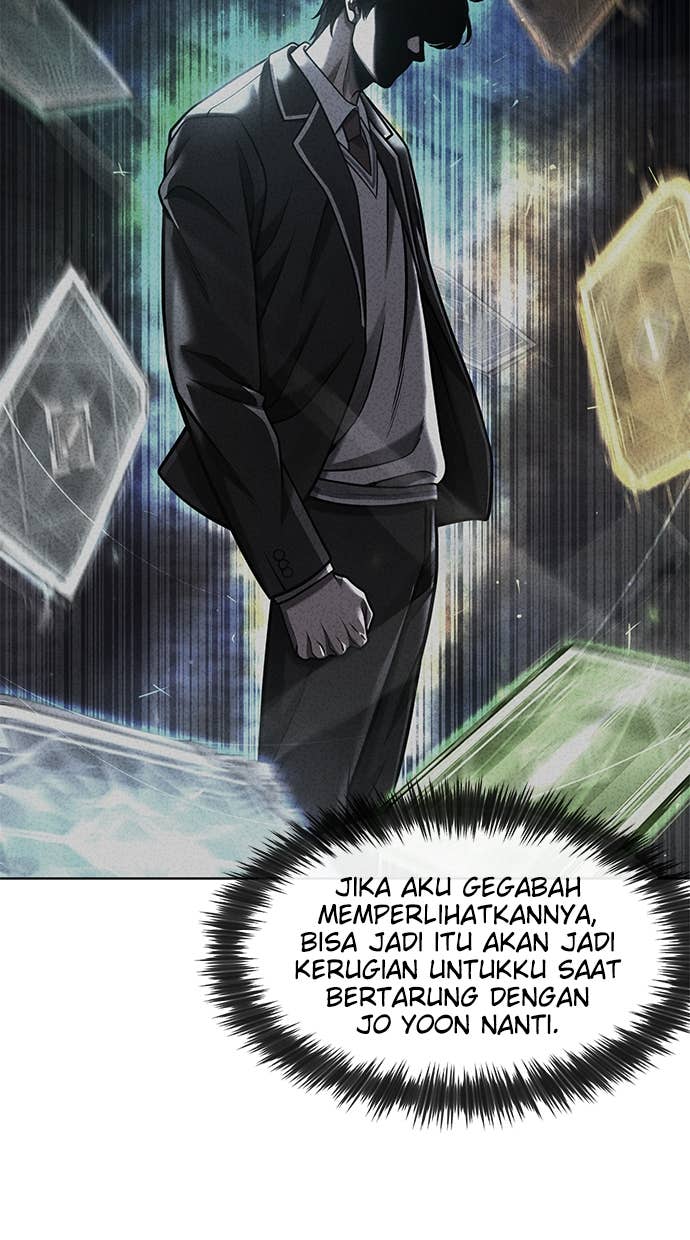 JIKA AKU GEGABAH
MEMPERLIHATKANNYA,
BISA JADI ITU AKAN JADI
KERUGIAN UNTUKKU SAAT
BERTARUNG DENGAN
JO YOON NANTI.